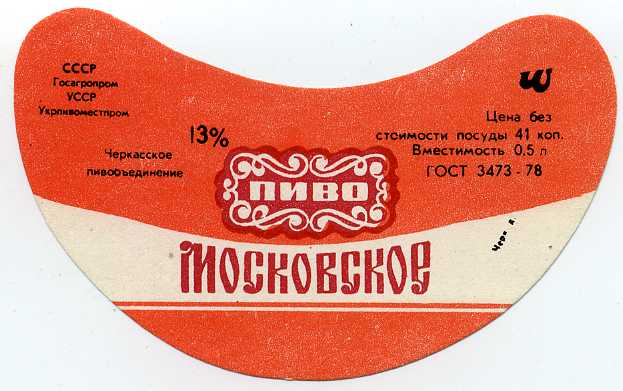 СССР
Госагропром
УССР
Укрпивоместпром
Черкасское
пивообъединение
13%
Цена без
стоимости посуды 41 коп.
Вместимость 0,5 л
ГОСТ 3473-78
ПИВО
МОСКОВСКОЕ